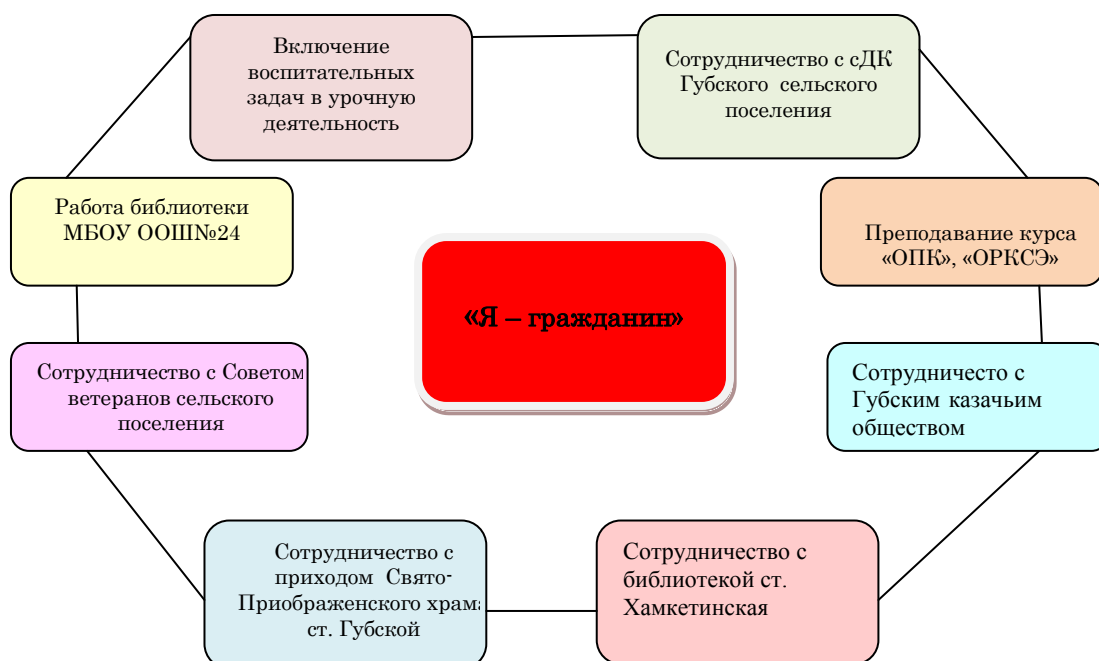 Включение
воспитательных
задач в урочную
деятельность
Сотрудничество с сДК
Губского сельского
поселения
Работа библиотеки
МБОУ ООШ№24
Преподавание курса
«ОПК», «ОРКСЭ»
«Я – гражданин»
Сотрудничество с Советом
ветеранов сельского
поселения
Сотрудничесто с
Губским казачьим
обществом
Сотрудничество с
приходом Свято-
Приображенского храма
ст. Губской
Сотрудничество с
библиотекой ст.
Хамкетинская